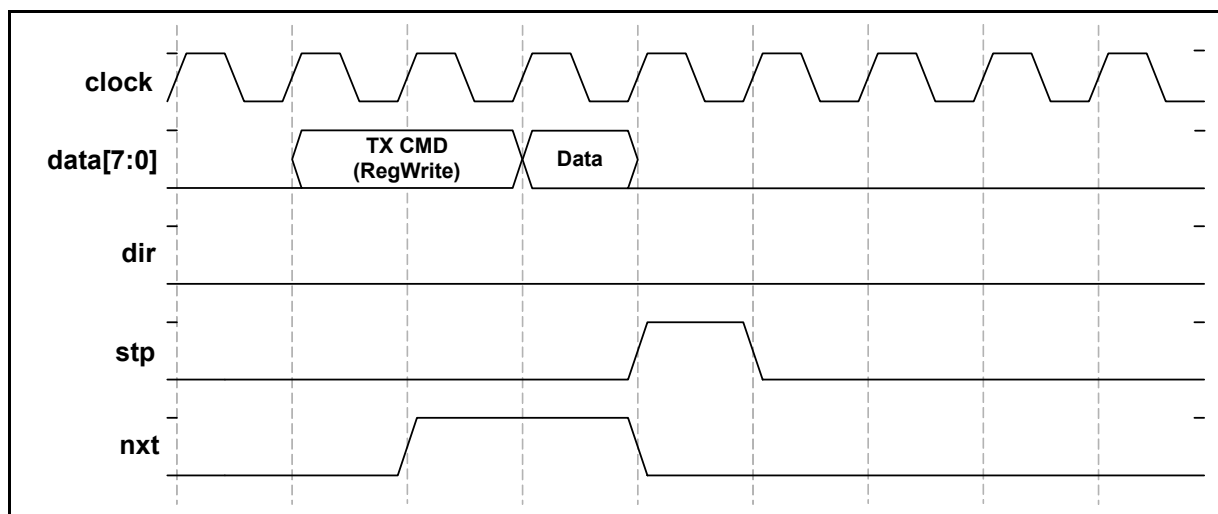 clock
data[7:0]
TX CMD
(RegWrite)
Data
dir
stp
nxt